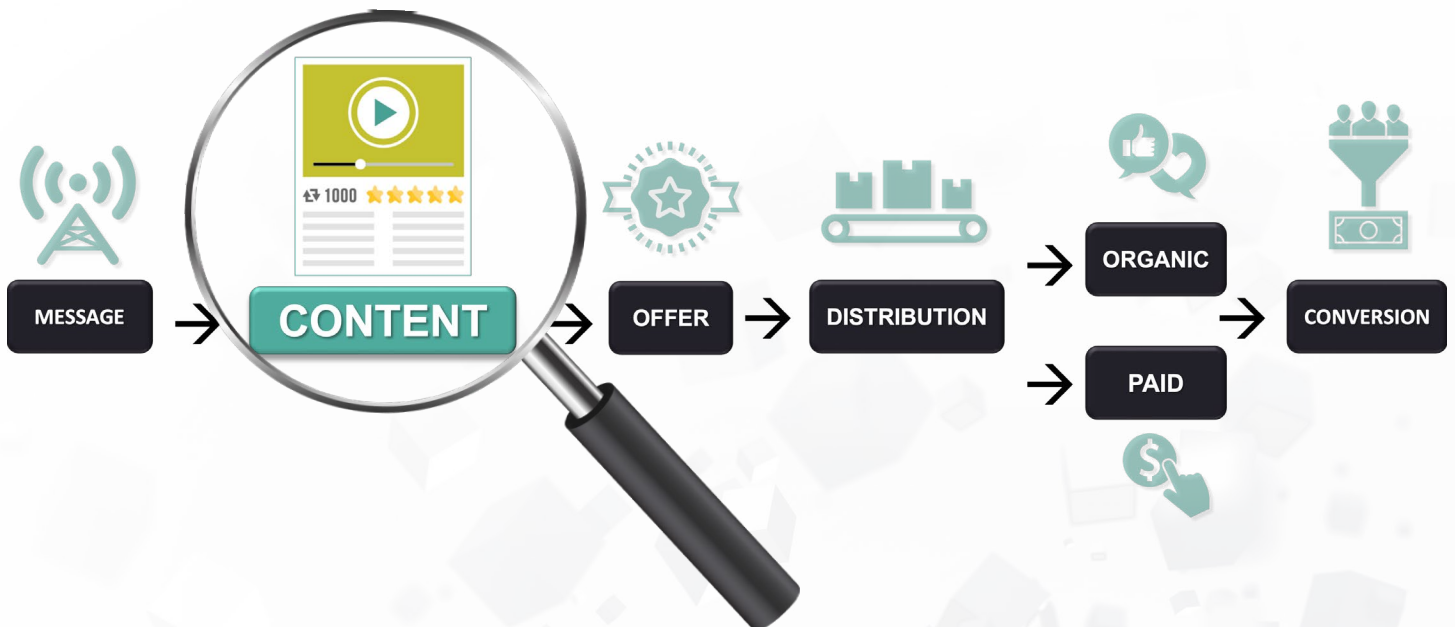 1000
MESSAGE
CONTENT
OFFER
DISTRIBUTION
ORGANIC
PAID
$
CONVERSION